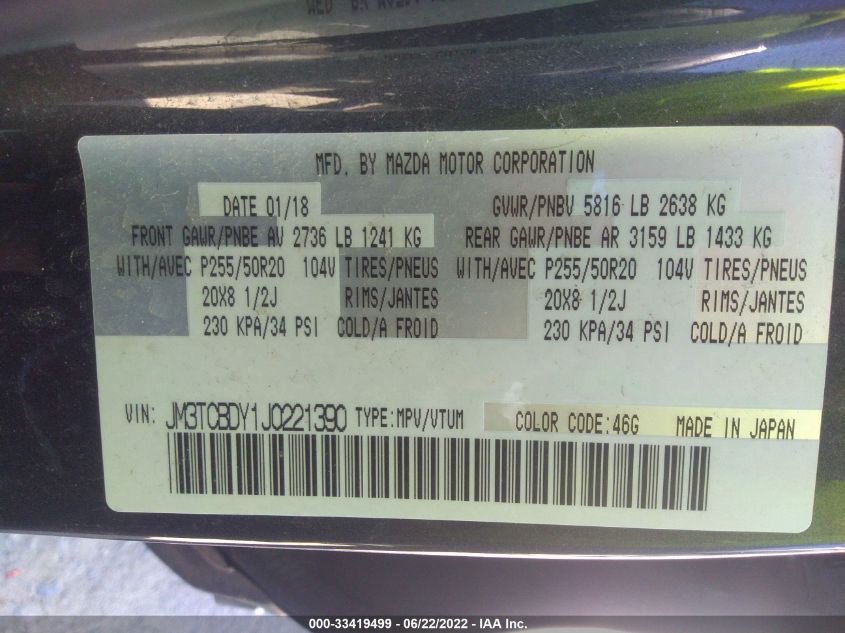 MFD. BY MAZDA MOTOR CORPORATION
DATE 01/18 GVWR/PNBV 5816 LB 2638 KG
FRONT GAWR/PNBE AV 2736 LB 1241 KG REAR GAWR/PNBE AR 3159 LB 1433 KG
WITH/AVEC P255/50R20 104V TIRES/PNEUS WITH/AVEC P255/50R20 104V TIRES/PNEUS
20X8 1/2J RIMS/JANTES 20X8 1/2J RIMS/JANTES
230 KPA/34 PSI COLD/A FROID 230 KPA/34 PSI COLD/A FROID
VIN: JM3TCBDY1J0221390 TYPE:MPV/VTUM COLOR CODE:46G MADE IN JAPAN
000-33419499 - 06/22/2022 - IAA Inc.